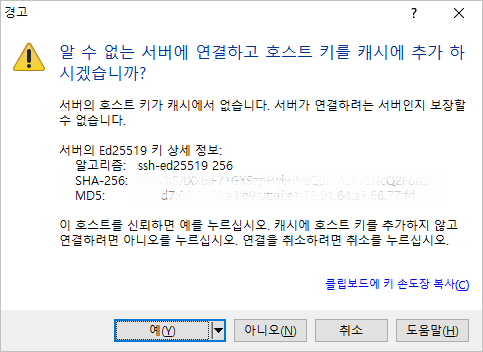 경고
알 수 없는 서버에 연결하고 호스트 키를 캐시에 추가 하
시겠습니까?
서버의 호스트 키가 캐시에서 없습니다. 서버가 연결하려는 서버인지 보장할
수 없습니다.
서버의 Ed25519 키 상세 정보:
알고리즘: ssh-ed25519 256
SHA-256:
MD5:
이 호스트를 신뢰하면 예를 누르십시오. 캐시에 호스트 키를 추가하지 않고
연결하려면 아니오를 누르십시오. 연결을 취소하려면 취소를 누르십시오.
클립보드에 키 손도장 복사(C)
예(Y)
아니오(N)
취소
도움말(H)